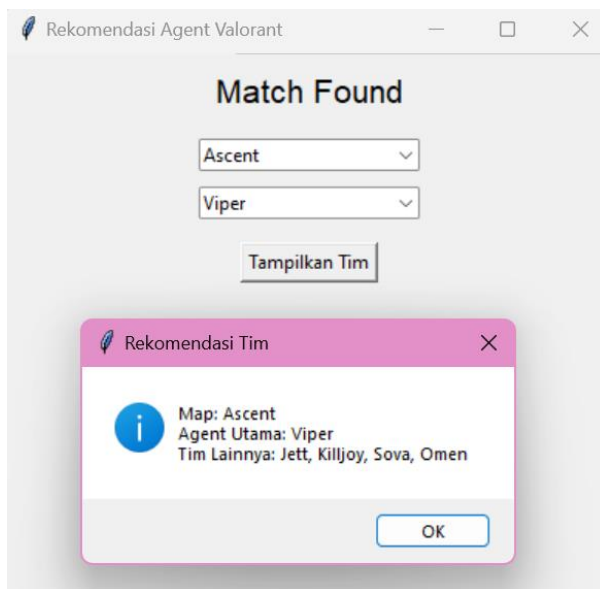 Rekomendasi Agent Valorant
Match Found
Ascent
Viper
Tampilkan Tim
Rekomendasi Tim
Map: Ascent
Agent Utama: Viper
Tim Lainnya: Jett, Killjoy, Sova, Omen
OK